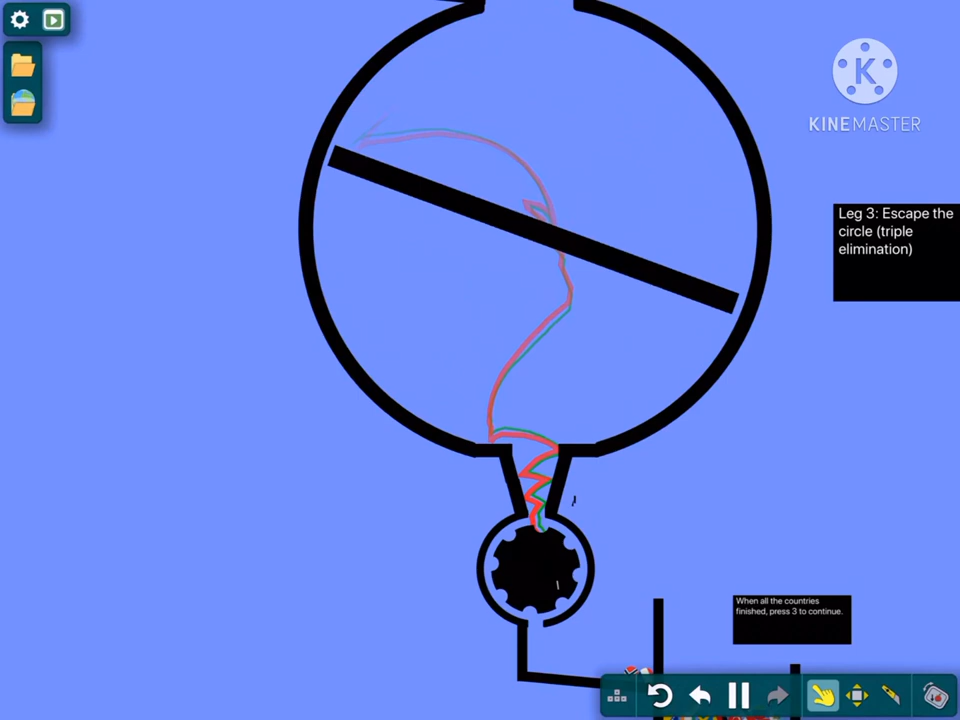 K
KINEMASTER
Leg 3: Escape the
circle (triple
elimination)
When all the countries
finished, press 3 to continue.